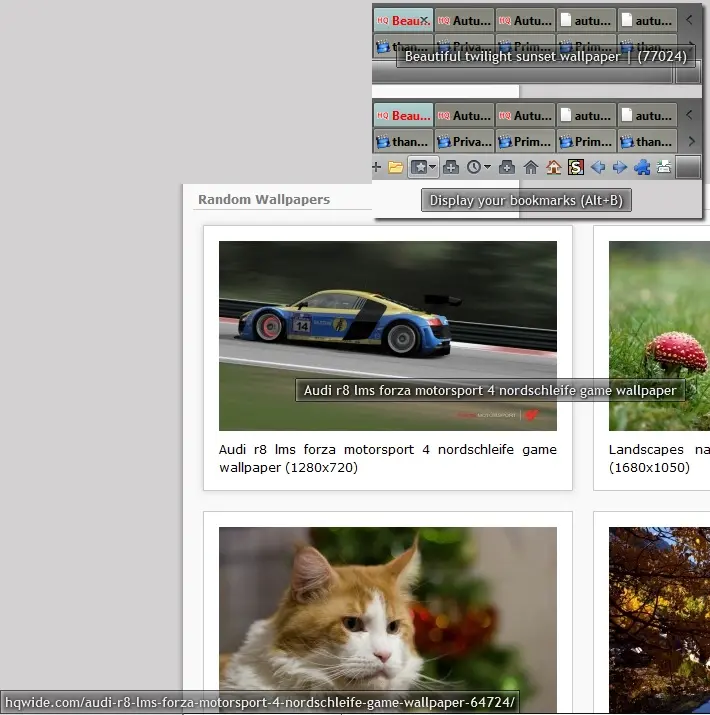 HQ Beau... HQ Autu... HQ Autu... autu... autu...
than... Priva... Prim... Prim... than...
Beautiful twilight sunset wallpaper | (77024)
HQ Beau... HQ Autu... HQ Autu... autu... autu...
than... Priva... Prim... Prim... than...
S
Display your bookmarks (Alt+B)
Random Wallpapers
14
Audi r8 lms forza motorsport 4 nordschleife game wallpaper
MOTORSPORT
Audi r8 lms forza motorsport 4 nordschleife game
wallpaper (1280x720)
Landscapes na
(1680x1050)
hqwide.com/audi-r8-lms-forza-motorsport-4-nordschleife-game-wallpaper-64724/